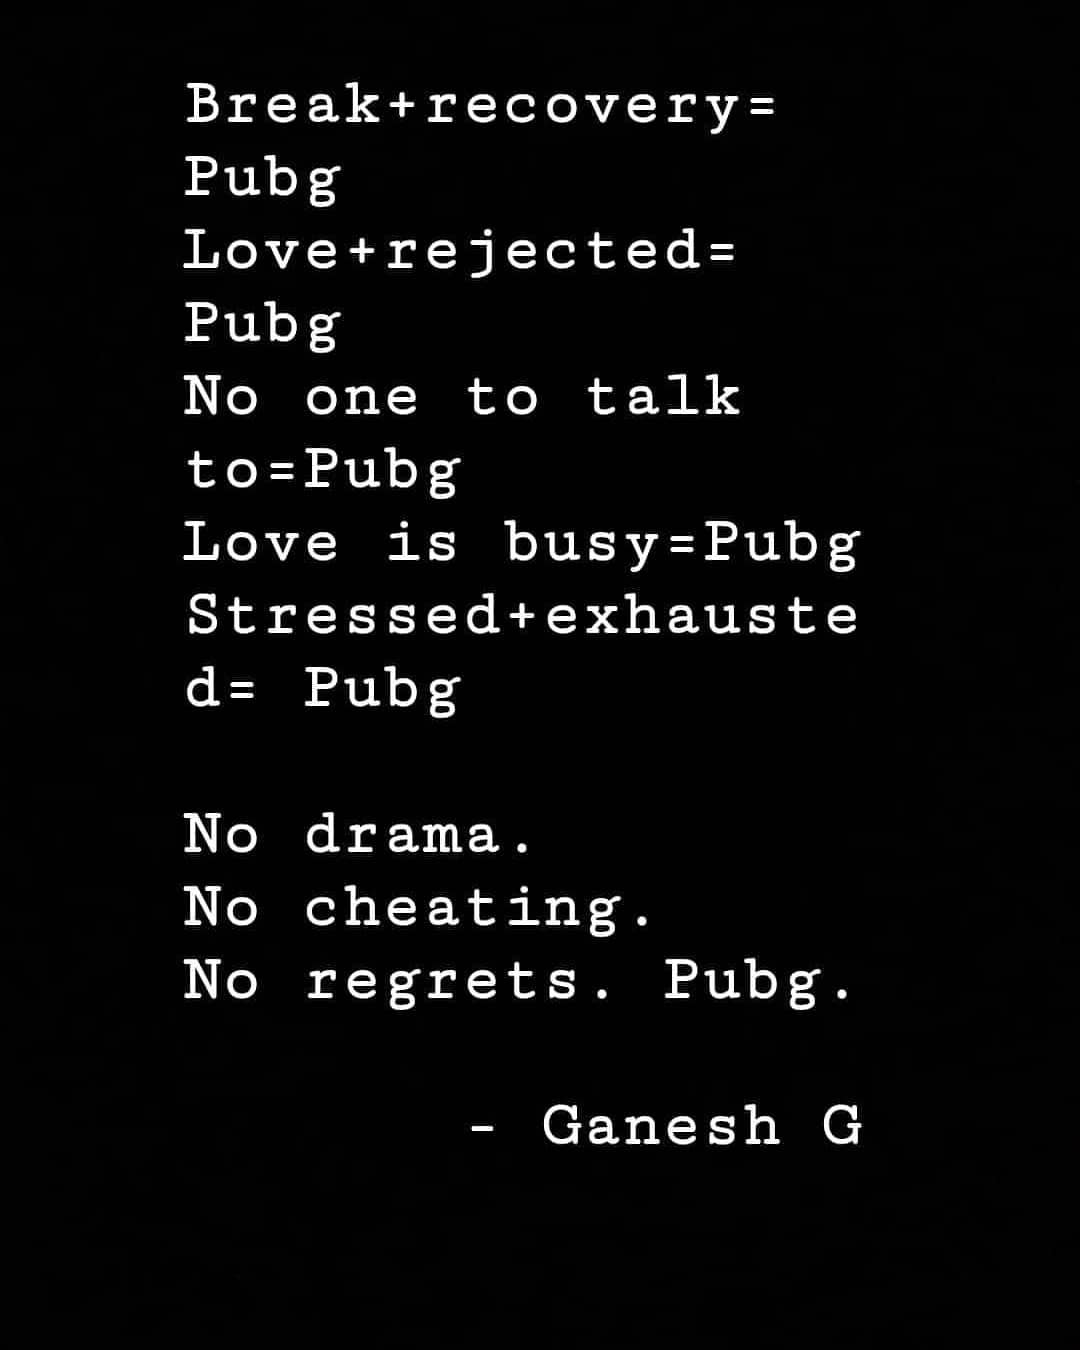 Break+recovery=
Pubg
Love+rejected=
Pubg
No one to talk
to=Pubg
Love is busy=Pubg
Stressed+exhauste
d= Pubg
No drama.
No cheating.
No regrets. Pubg.
- Ganesh G